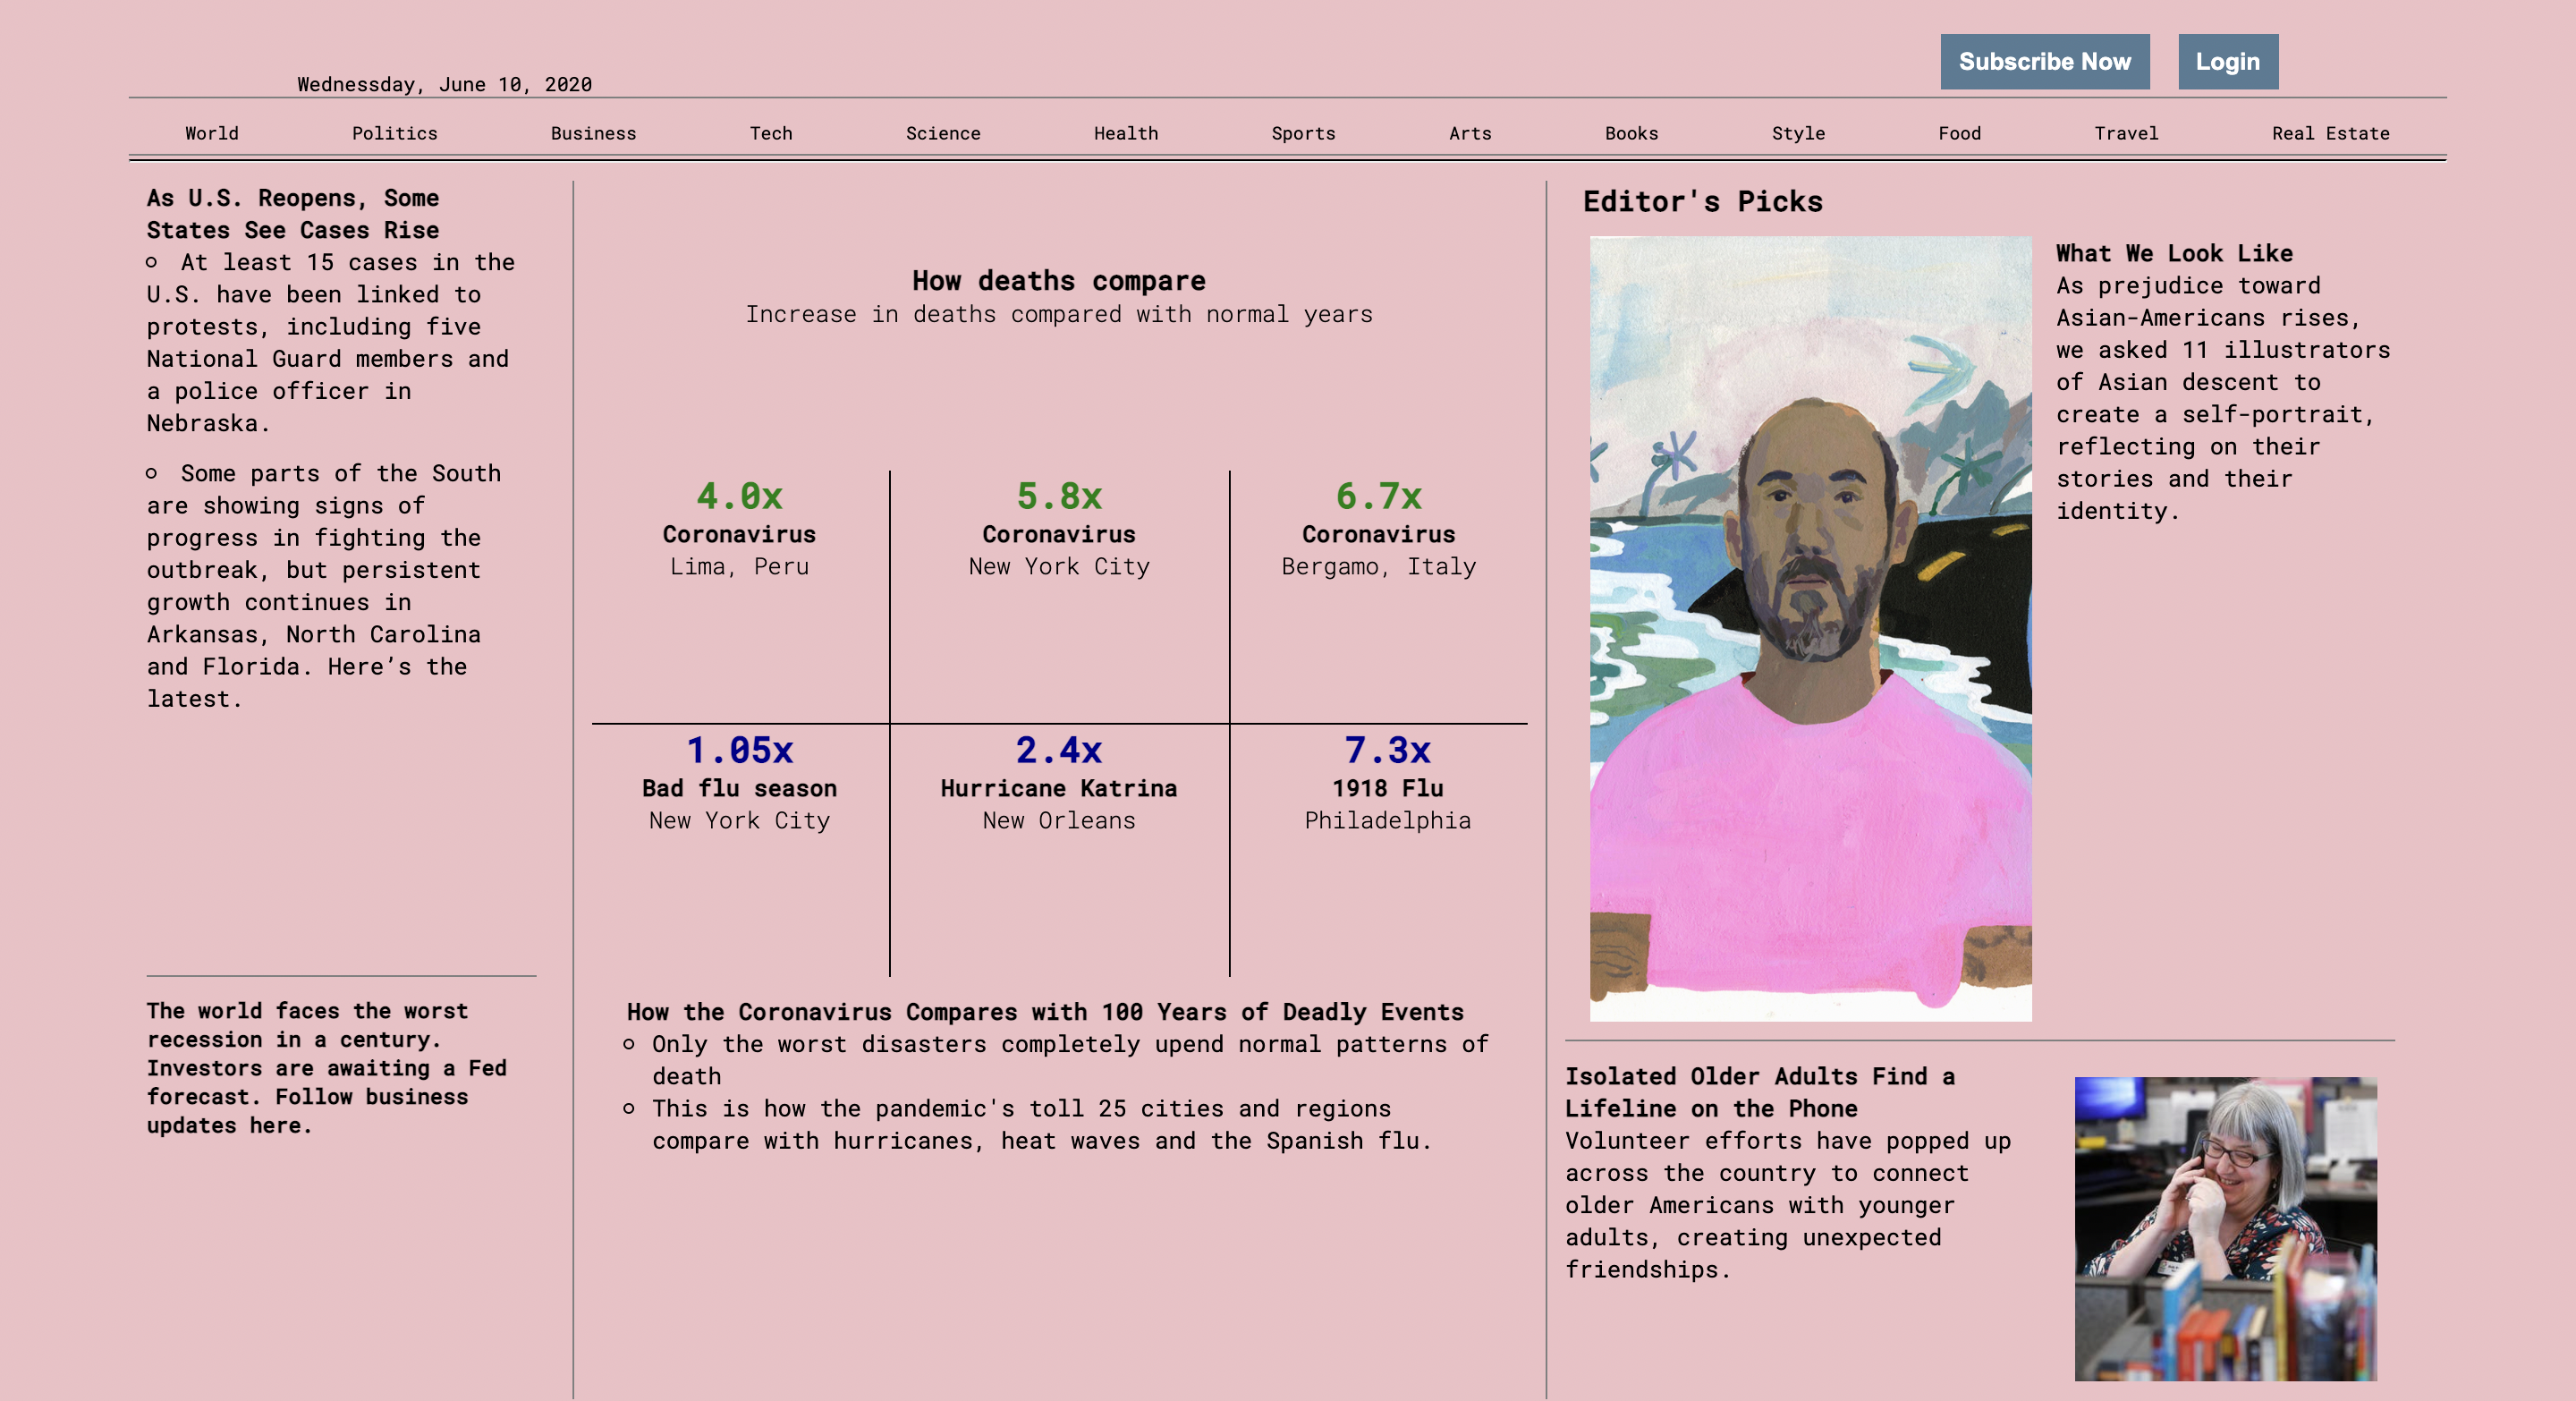 Subscribe Now
Login
Wednessday, June 10, 2020
World Politics Business Tech Science Health Sports Arts Books Style Food Travel Real Estate
As U.S. Reopens, Some
States See Cases Rise
At least 15 cases in the
U.S. have been linked to
protests, including five
National Guard members and
a police officer in
Nebraska.
Some parts of the South
are showing signs of
progress in fighting the
outbreak, but persistent
growth continues in
Arkansas, North Carolina
and Florida. Here’s the
latest.
The world faces the worst
recession in a century.
Investors are awaiting a Fed
forecast. Follow business
updates here.
How deaths compare
Increase in deaths compared with normal years
4.0x
Coronavirus
Lima, Peru
5.8x
Coronavirus
New York City
6.7x
Coronavirus
Bergamo, Italy
1.05x
Bad flu season
New York City
2.4x
Hurricane Katrina
New Orleans
7.3x
1918 Flu
Philadelphia
How the Coronavirus Compares with 100 Years of Deadly Events
Only the worst disasters completely upend normal patterns of
death
This is how the pandemic's toll 25 cities and regions
compare with hurricanes, heat waves and the Spanish flu.
Editor's Picks
What We Look Like
As prejudice toward
Asian-Americans rises,
we asked 11 illustrators
of Asian descent to
create a self-portrait,
reflecting on their
stories and their
identity.
Isolated Older Adults Find a
Lifeline on the Phone
Volunteer efforts have popped up
across the country to connect
older Americans with younger
adults, creating unexpected
friendships.